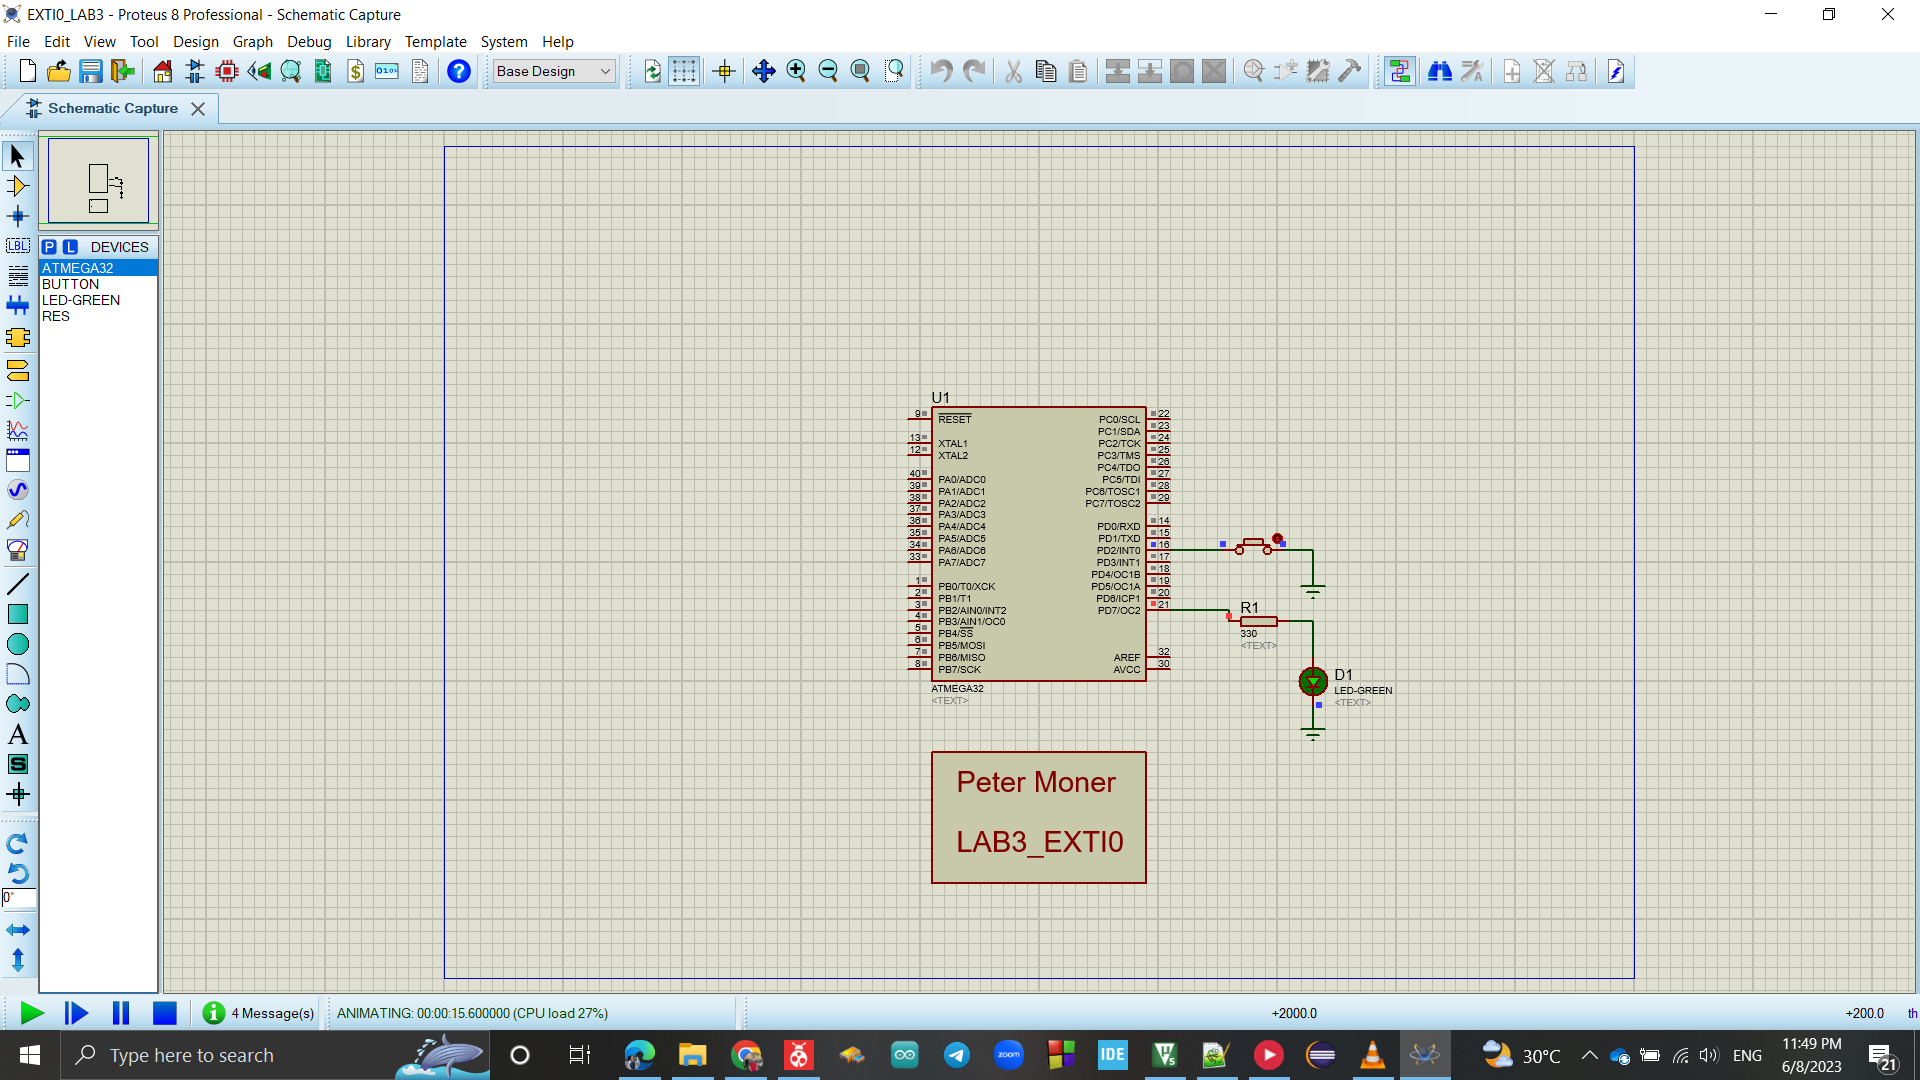 EXTI0_LAB3 - Proteus 8 Professional - Schematic Capture
File Edit View Tool Design Graph Debug Library Template System Help
Base Design
Schematic Capture
P L DEVICES
ATMEGA32
BUTTON
LED-GREEN
RES
LBL
A
S
0°
U1
9 RESET
13 XTAL1
12 XTAL2
40 PA0/ADC0
39 PA1/ADC1
38 PA2/ADC2
37 PA3/ADC3
36 PA4/ADC4
35 PA5/ADC5
34 PA6/ADC6
33 PA7/ADC7
1 PB0/T0/XCK
2 PB1/T1
3 PB2/AIN0/INT2
4 PB3/AIN1/OC0
5 PB4/SS
6 PB5/MOSI
7 PB6/MISO
8 PB7/SCK
PC0/SCL 22
PC1/SDA 23
PC2/TCK 24
PC3/TMS 25
PC4/TDO 26
PC5/TDI 27
PC6/TOSC1 28
PC7/TOSC2 29
PD0/RXD 14
PD1/TXD 15
PD2/INT0 16
PD3/INT1 17
PD4/OC1B 18
PD5/OC1A 19
PD6/ICP1 20
PD7/OC2 21
AREF 32
AVCC 30
ATMEGA32
<TEXT>
R1
330
<TEXT>
D1
LED-GREEN
<TEXT>
Peter Moner
LAB3_EXTI0
4 Message(s)
ANIMATING: 00:00:15.600000 (CPU load 27%)
+2000.0
+200.0
th
Type here to search
zoom
IDE
30°C
ENG
11:49 PM
6/8/2023
21